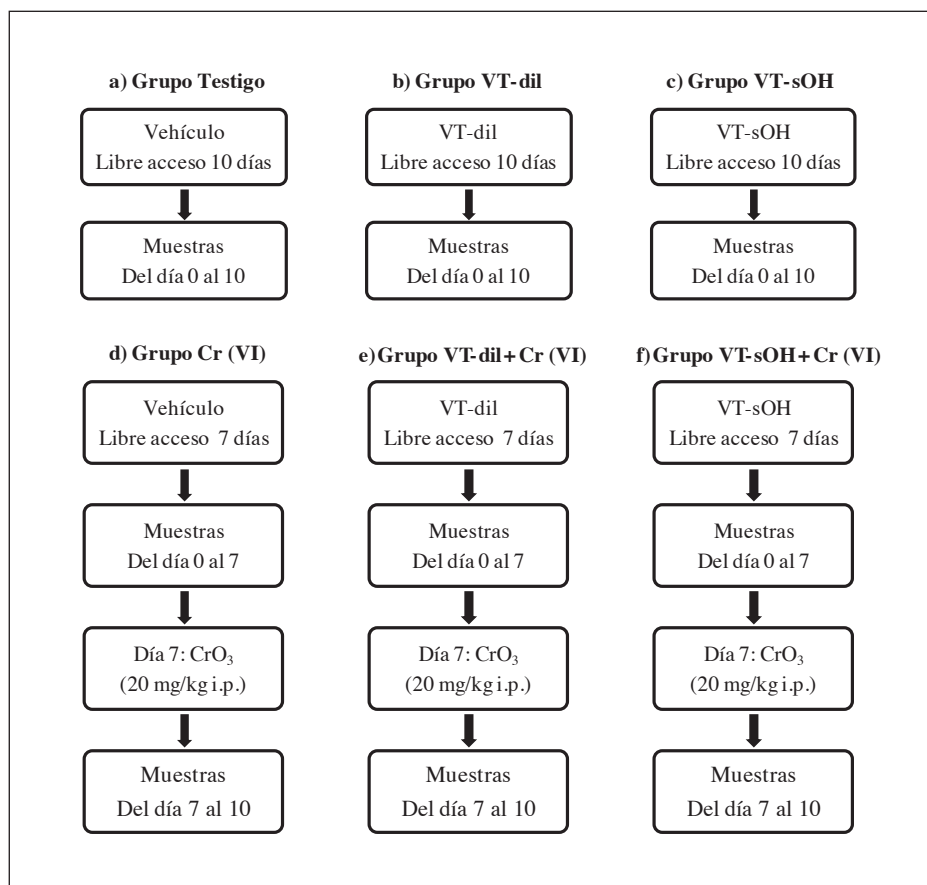 a) Grupo Testigo
Vehículo
Libre acceso 10 días
Muestras
Del día 0 al 10
b) Grupo VT-dil
VT-dil
Libre acceso 10 días
Muestras
Del día 0 al 10
c) Grupo VT-sOH
VT-sOH
Libre acceso 10 días
Muestras
Del día 0 al 10
d) Grupo Cr (VI)
Vehículo
Libre acceso 7 días
Muestras
Del día 0 al 7
Día 7: CrO₃
(20 mg/kg i.p.)
Muestras
Del día 7 al 10
e) Grupo VT-dil + Cr (VI)
VT-dil
Libre acceso 7 días
Muestras
Del día 0 al 7
Día 7: CrO₃
(20 mg/kg i.p.)
Muestras
Del día 7 al 10
f) Grupo VT-sOH + Cr (VI)
VT-sOH
Libre acceso 7 días
Muestras
Del día 0 al 7
Día 7: CrO₃
(20 mg/kg i.p.)
Muestras
Del día 7 al 10